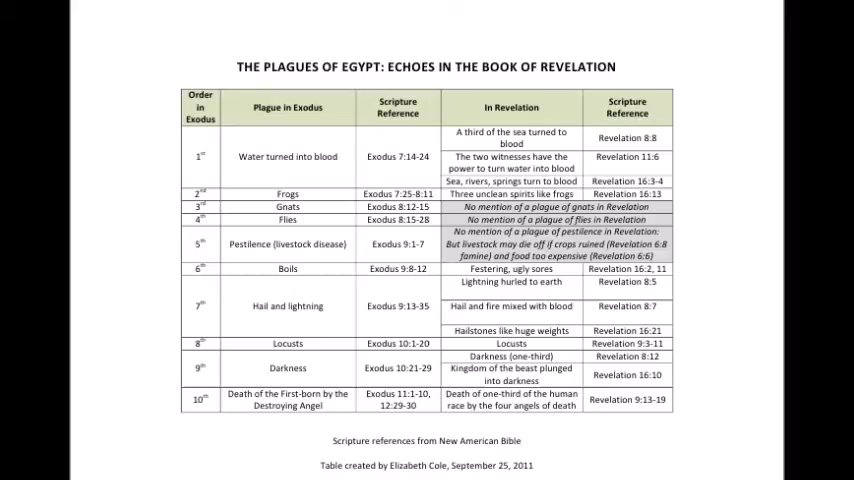 THE PLAGUES OF EGYPT: ECHOES IN THE BOOK OF REVELATION
Order in Exodus | Plague in Exodus | Scripture Reference | In Revelation | Scripture Reference
1st | Water turned into blood | Exodus 7:14-24 | A third of the sea turned to blood | Revelation 8:8
The two witnesses have the power to turn water into blood | Revelation 11:6
Sea, rivers, springs turn to blood | Revelation 16:3-4
2nd | Frogs | Exodus 7:25-8:11 | Three unclean spirits like frogs | Revelation 16:13
3rd | Gnats | Exodus 8:12-15 | No mention of a plague of gnats in Revelation
4th | Flies | Exodus 8:15-28 | No mention of a plague of flies in Revelation
5th | Pestilence (livestock disease) | Exodus 9:1-7 | No mention of a plague of pestilence in Revelation: But livestock may die off if crops ruined (Revelation 6:8 famine) and food too expensive (Revelation 6:6)
6th | Boils | Exodus 9:8-12 | Festering, ugly sores | Revelation 16:2, 11
7th | Hail and lightning | Exodus 9:13-35 | Lightning hurled to earth | Revelation 8:5
Hail and fire mixed with blood | Revelation 8:7
Hailstones like huge weights | Revelation 16:21
8th | Locusts | Exodus 10:1-20 | Locusts | Revelation 9:3-11
9th | Darkness | Exodus 10:21-29 | Darkness (one-third) | Revelation 8:12
Kingdom of the beast plunged into darkness | Revelation 16:10
10th | Death of the First-born by the Destroying Angel | Exodus 11:1-10, 12:29-30 | Death of one-third of the human race by the four angels of death | Revelation 9:13-19
Scripture references from New American Bible
Table created by Elizabeth Cole, September 25, 2011